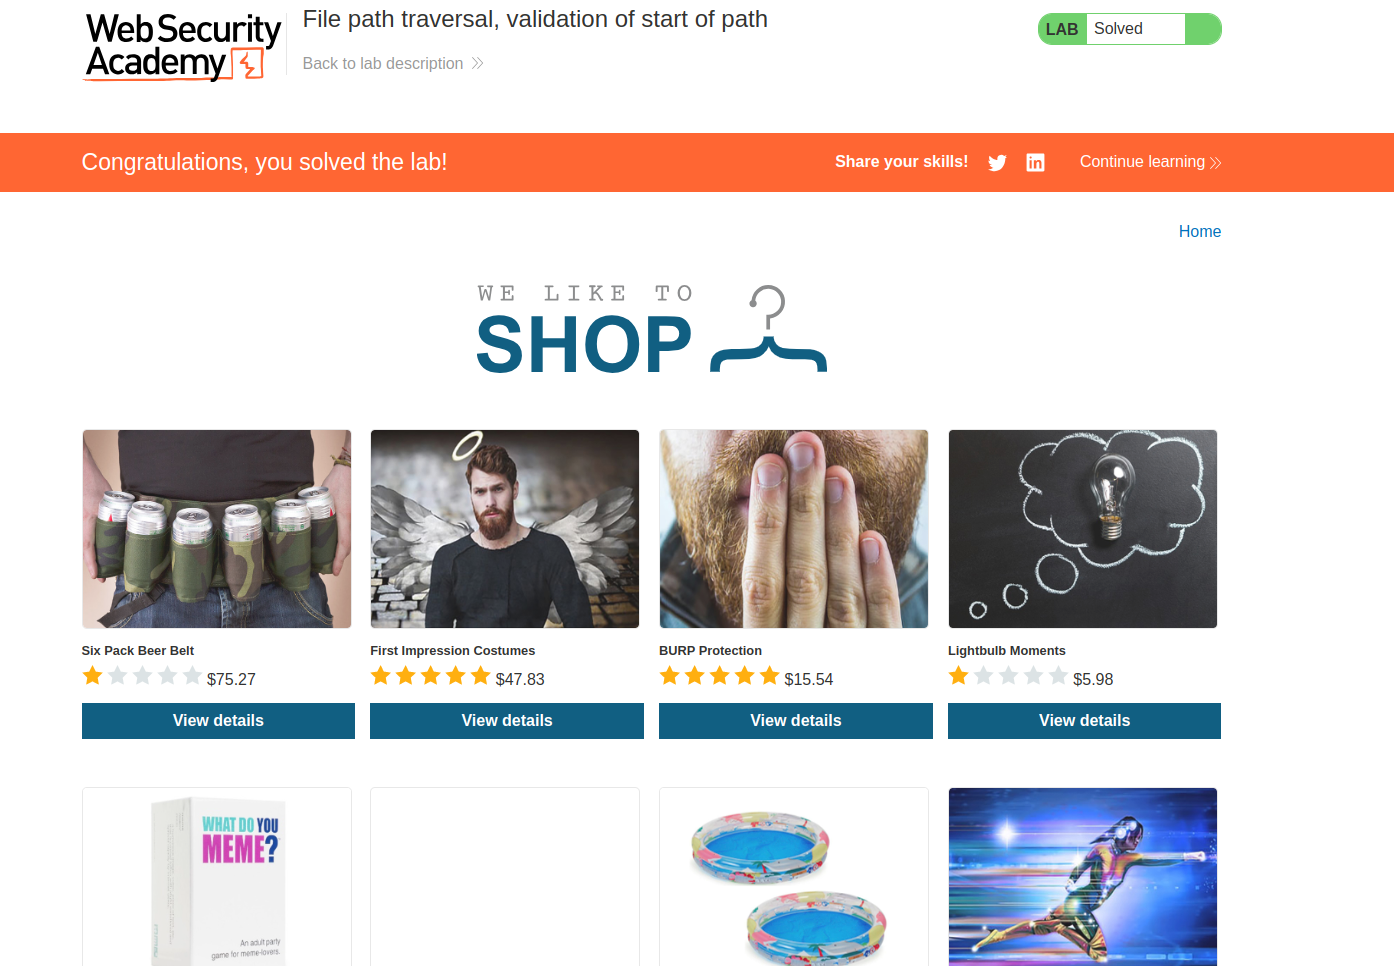 Web Security
Academy
File path traversal, validation of start of path
Back to lab description
LAB Solved
Congratulations, you solved the lab!
Share your skills!
Continue learning
Home
WE LIKE TO
SHOP
Six Pack Beer Belt
$75.27
View details
First Impression Costumes
$47.83
View details
BURP Protection
$15.54
View details
Lightbulb Moments
$5.98
View details
WHAT DO YOU
MEME?
An adult party
game for meme-lovers.